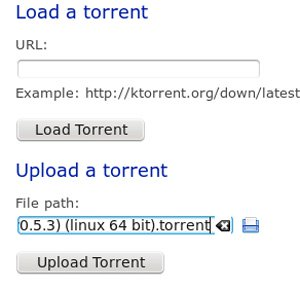 Load a torrent
URL:
Example: http://ktorrent.org/down/latest
Load Torrent
Upload a torrent
File path:
0.5.3) (linux 64 bit).torrent
Upload Torrent